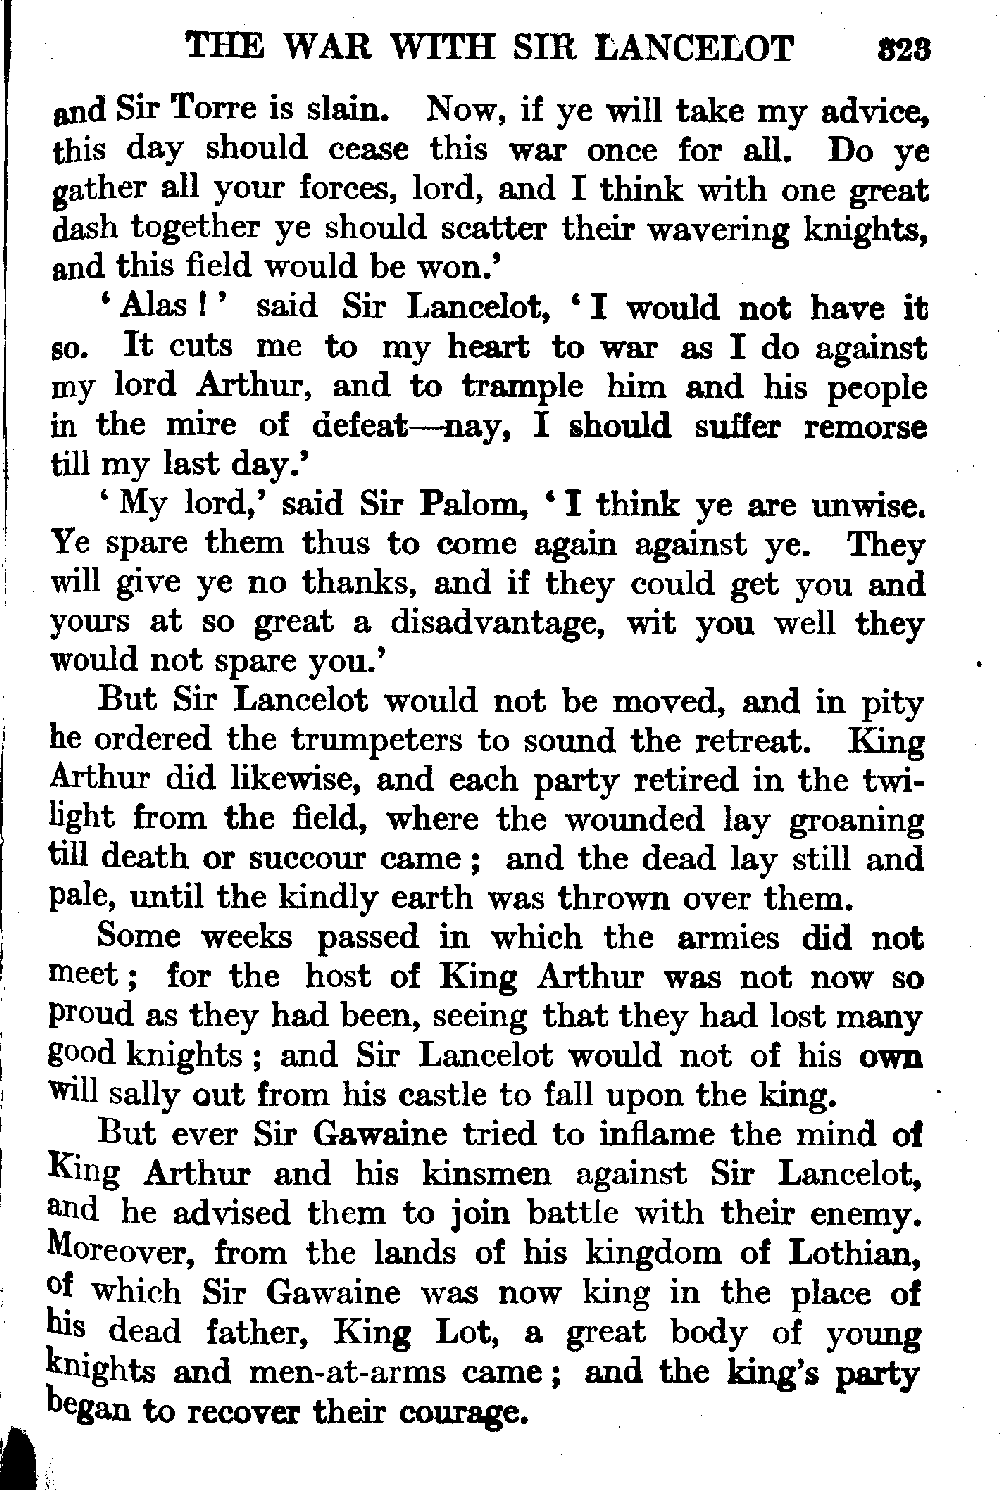 THE WAR WITH SIR LANCELOT 323
and Sir Torre is slain. Now, if ye will take my advice,
this day should cease this war once for all. Do ye
gather all your forces, lord, and I think with one great
dash together ye should scatter their wavering knights,
and this field would be won.’
‘Alas!’ said Sir Lancelot, ‘I would not have it
so. It cuts me to my heart to war as I do against
my lord Arthur, and to trample him and his people
in the mire of defeat—nay, I should suffer remorse
till my last day.’
‘My lord,’ said Sir Palom, ‘I think ye are unwise.
Ye spare them thus to come again against ye. They
will give ye no thanks, and if they could get you and
yours at so great a disadvantage, wit you well they
would not spare you.’
But Sir Lancelot would not be moved, and in pity
he ordered the trumpeters to sound the retreat. King
Arthur did likewise, and each party retired in the twi-
light from the field, where the wounded lay groaning
till death or succour came; and the dead lay still and
pale, until the kindly earth was thrown over them.
Some weeks passed in which the armies did not
meet; for the host of King Arthur was not now so
proud as they had been, seeing that they had lost many
good knights; and Sir Lancelot would not of his own
will sally out from his castle to fall upon the king.
But ever Sir Gawaine tried to inflame the mind of
King Arthur and his kinsmen against Sir Lancelot,
and he advised them to join battle with their enemy.
Moreover, from the lands of his kingdom of Lothian,
of which Sir Gawaine was now king in the place of
his dead father, King Lot, a great body of young
knights and men-at-arms came; and the king’s party
began to recover their courage.